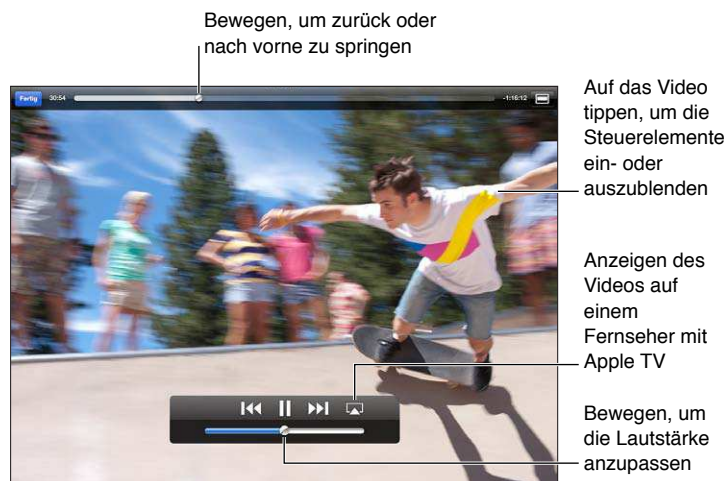 Bewegen, um zurück oder
nach vorne zu springen
Fertig
30:54
-1:16:12
Auf das Video
tippen, um die
Steuerelemente
ein- oder
auszublenden
Anzeigen des
Videos auf
einem
Fernseher mit
Apple TV
Bewegen, um
die Lautstärke
anzupassen